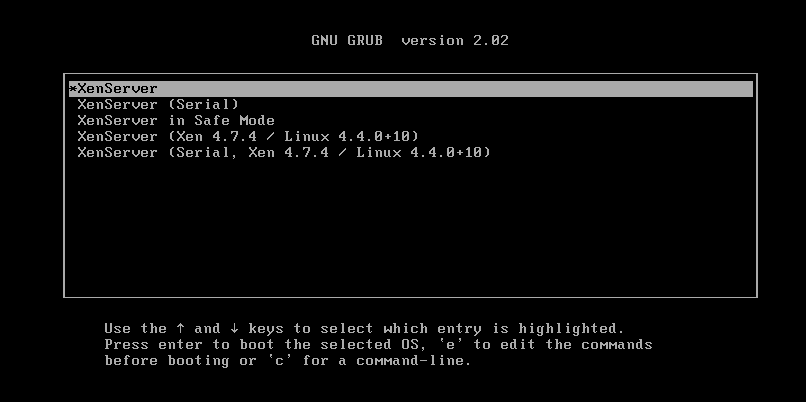 GNU GRUB  version 2.02
*XenServer
XenServer (Serial)
XenServer in Safe Mode
XenServer (Xen 4.7.4 / Linux 4.4.0+10)
XenServer (Serial, Xen 4.7.4 / Linux 4.4.0+10)
Use the ↑ and ↓ keys to select which entry is highlighted.
Press enter to boot the selected OS, `e' to edit the commands
before booting or `c' for a command-line.